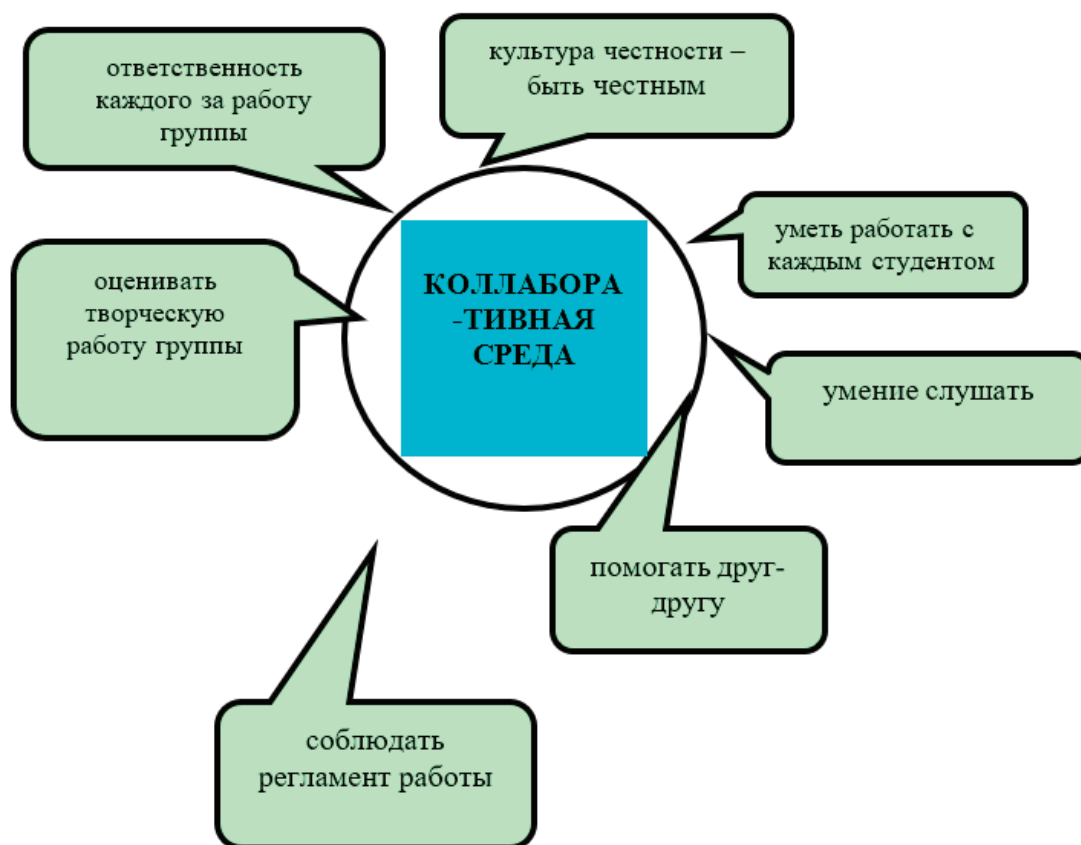 ответственность
каждого за работу
группы
культура честности –
быть честным
уметь работать с
каждым студентом
оценивать
творческую
работу группы
КОЛЛАБОРА
-ТИВНАЯ
СРЕДА
умение слушать
помогать друг-
другу
соблюдать
регламент работы